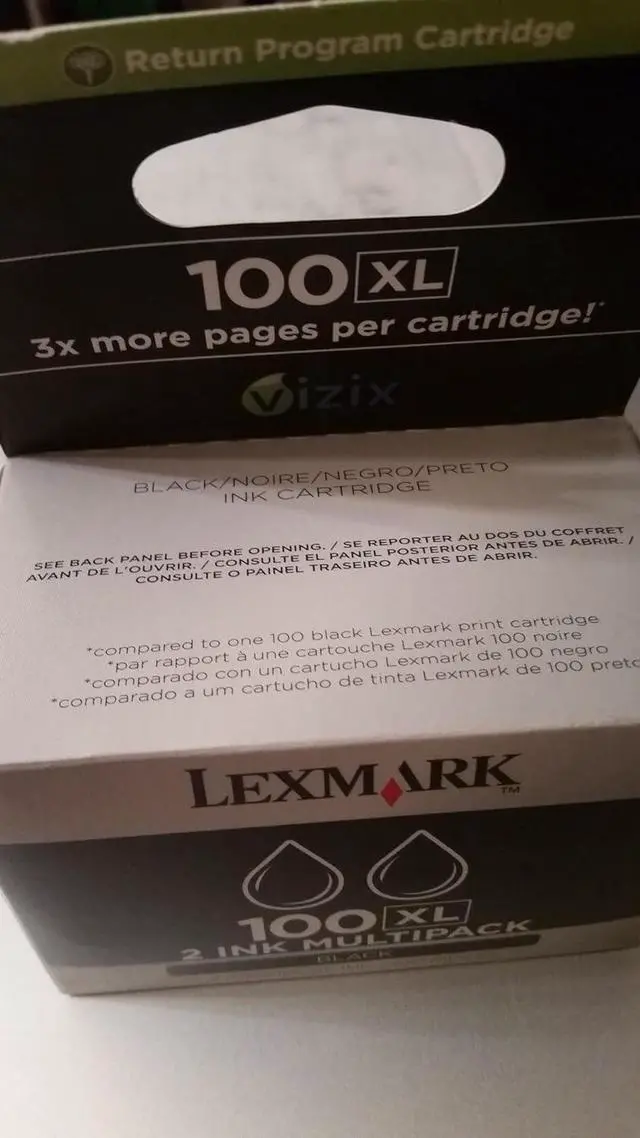 Return Program Cartridge
100 XL
3x more pages per cartridge!*
Vizix
BLACK/NOIRE/NEGRO/PRETO
INK CARTRIDGE
SEE BACK PANEL BEFORE OPENING. / SE REPORTER AU DOS DU COFFRET
AVANT DE L'OUVRIR. / CONSULTE EL PANEL POSTERIOR ANTES DE ABRIR. /
CONSULTE O PAINEL TRASEIRO ANTES DE ABRIR.
*compared to one 100 black Lexmark print cartridge
*par rapport à une cartouche Lexmark 100 noire
*comparado con un cartucho Lexmark de 100 negro
*comparado a um cartucho de tinta Lexmark de 100 preto
LEXMARK™
100 XL
2 INK MULTIPACK
BLACK